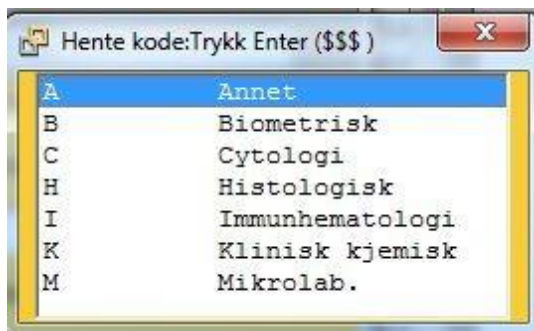 Hente kode:Trykk Enter ($$$ )
A Annet
B Biometrisk
C Cytologi
H Histologisk
I Immunhematologi
K Klinisk kjemisk
M Mikrolab.